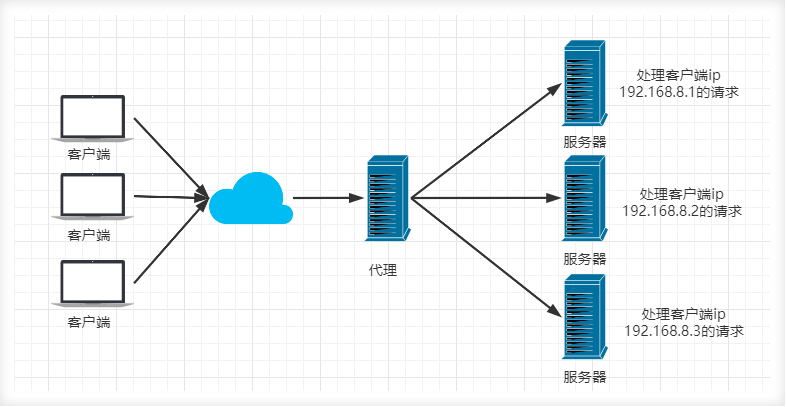 客户端
客户端
客户端
代理
处理客户端ip
192.168.8.1的请求
服务器
处理客户端ip
192.168.8.2的请求
服务器
处理客户端ip
192.168.8.3的请求
服务器